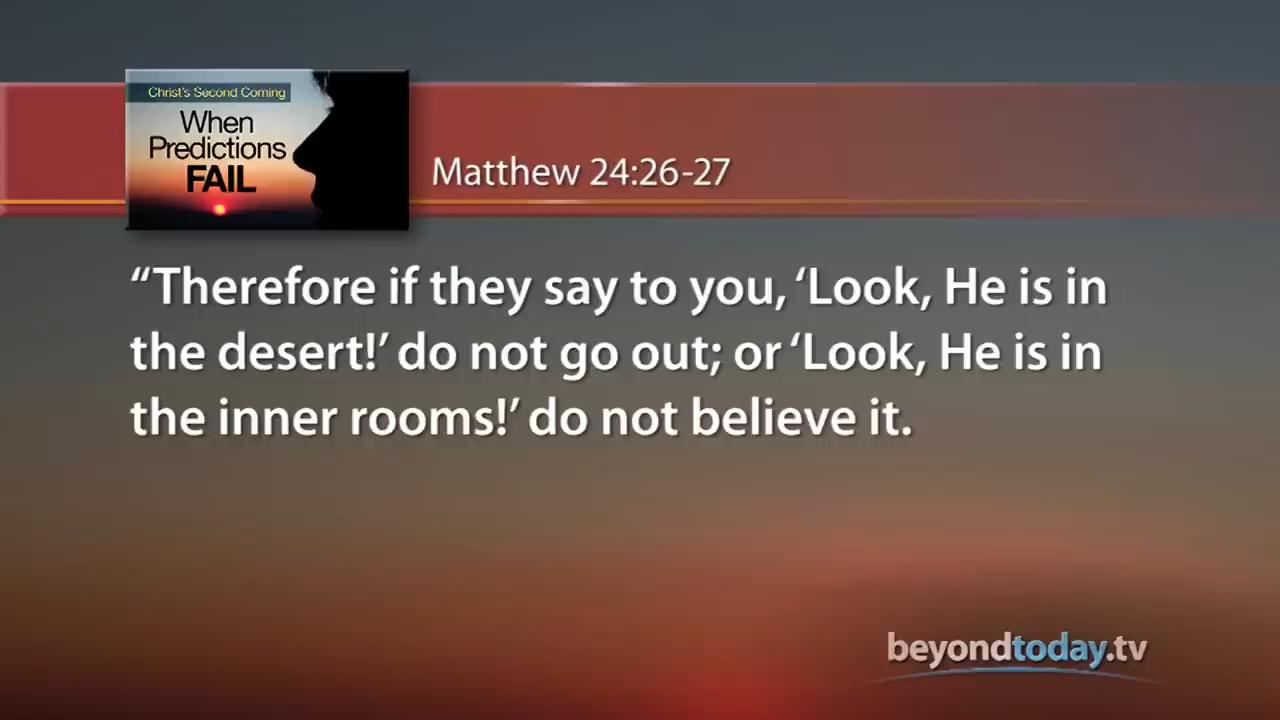 Christ's Second Coming
When
Predictions
FAIL
Matthew 24:26-27
“Therefore if they say to you, ‘Look, He is in
the desert!’ do not go out; or ‘Look, He is in
the inner rooms!’ do not believe it.
beyondtoday.tv